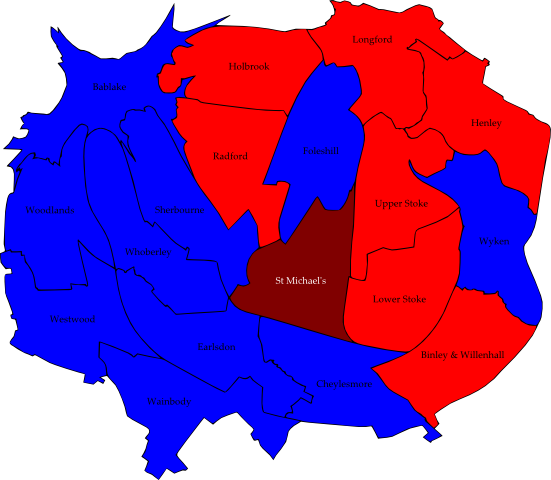 Longford
Holbrook
Bablake
Henley
Foleshill
Radford
Upper Stoke
Woodlands
Sherbourne
Wyken
Whoberley
St Michael's
Lower Stoke
Westwood
Earlsdon
Binley & Willenhall
Cheylesmore
Wainbody